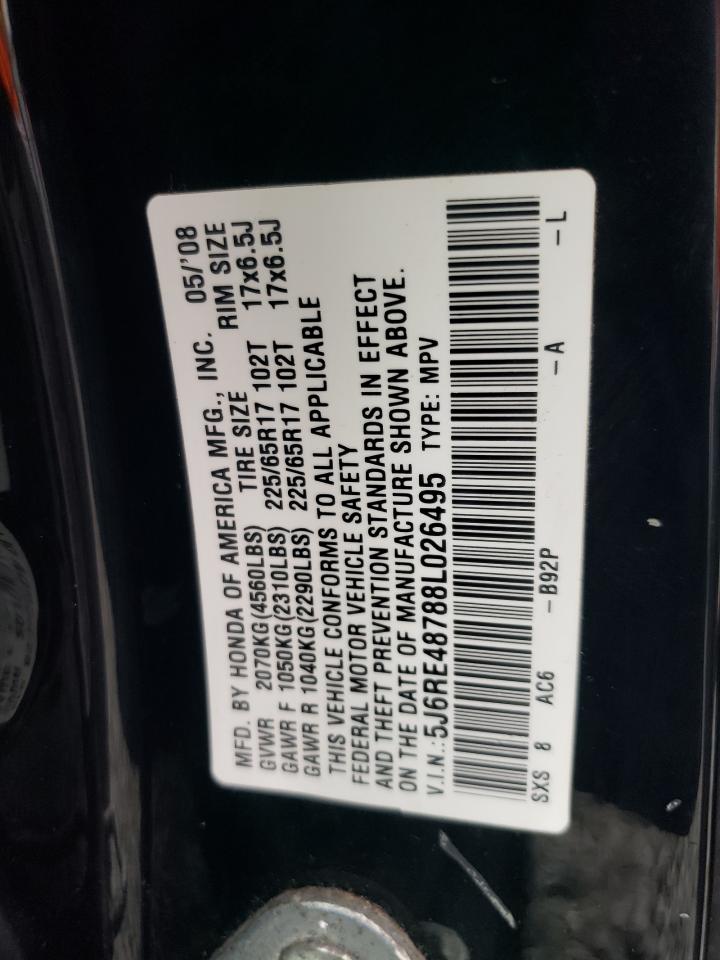 MFD. BY HONDA OF AMERICA MFG., INC. 05/'08
GVWR 2070KG(4560LBS) TIRE SIZE RIM SIZE
GAWR F 1050KG(2310LBS) 225/65R17 102T 17x6.5J
GAWR R 1040KG(2290LBS) 225/65R17 102T 17x6.5J
THIS VEHICLE CONFORMS TO ALL APPLICABLE
FEDERAL MOTOR VEHICLE SAFETY
AND THEFT PREVENTION STANDARDS IN EFFECT
ON THE DATE OF MANUFACTURE SHOWN ABOVE.
V.I.N.:5J6RE48788L026495 TYPE: MPV
SXS 8 AC6 -B92P -A -L